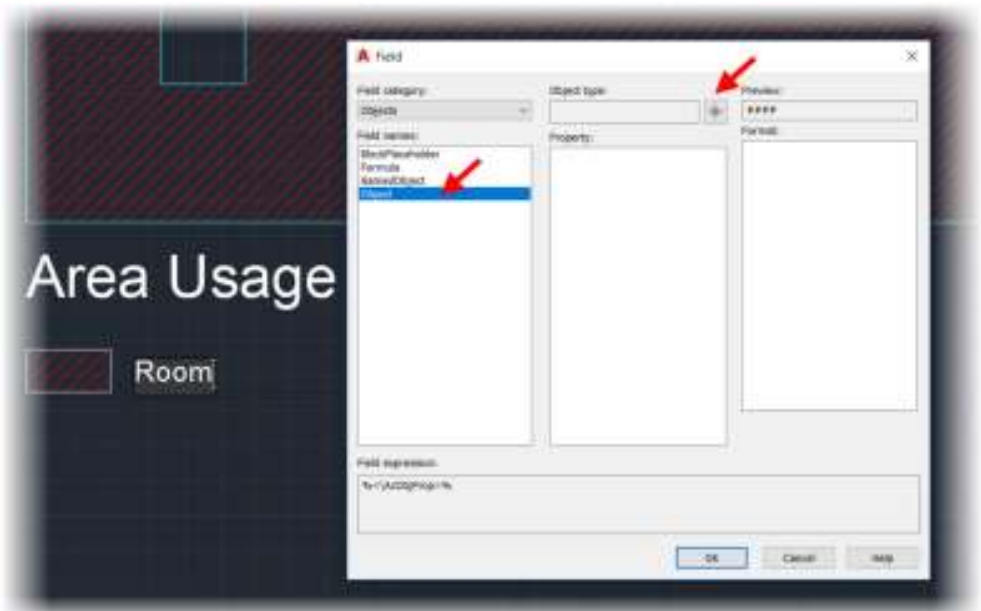 A Field
Field category:
Objects
Object type:
Preview:
####
Field names:
Property:
Format:
BlockPlaceholder
Formula
NamedObject
Object
Area Usage
Room
Field expression:
%<\AcObjProp>%
OK
Cancel
Help